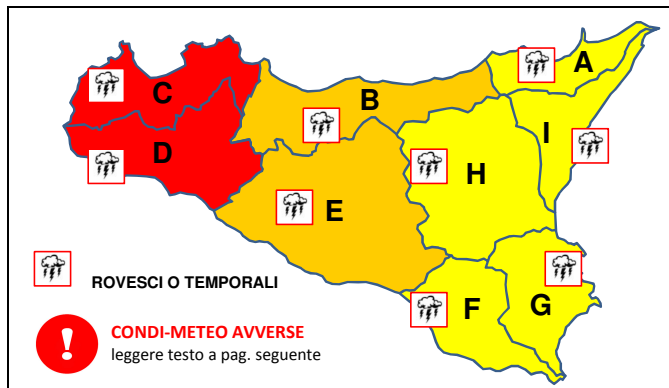 A
C
B
I
D
H
E
ROVESCI O TEMPORALI
F
G
!
CONDI-METEO AVVERSE
leggere testo a pag. seguente